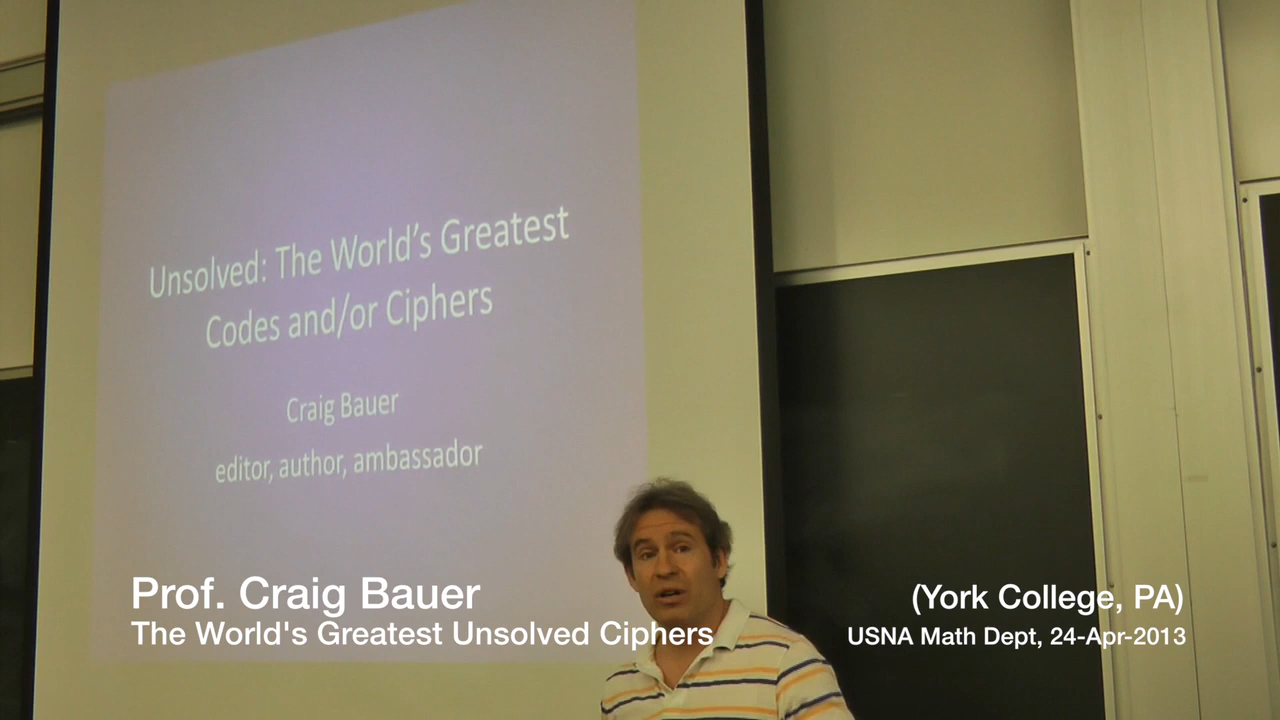 Unsolved: The World’s Greatest
Codes and/or Ciphers
Craig Bauer
editor, author, ambassador
Prof. Craig Bauer
(York College, PA)
The World's Greatest Unsolved Ciphers
USNA Math Dept, 24-Apr-2013